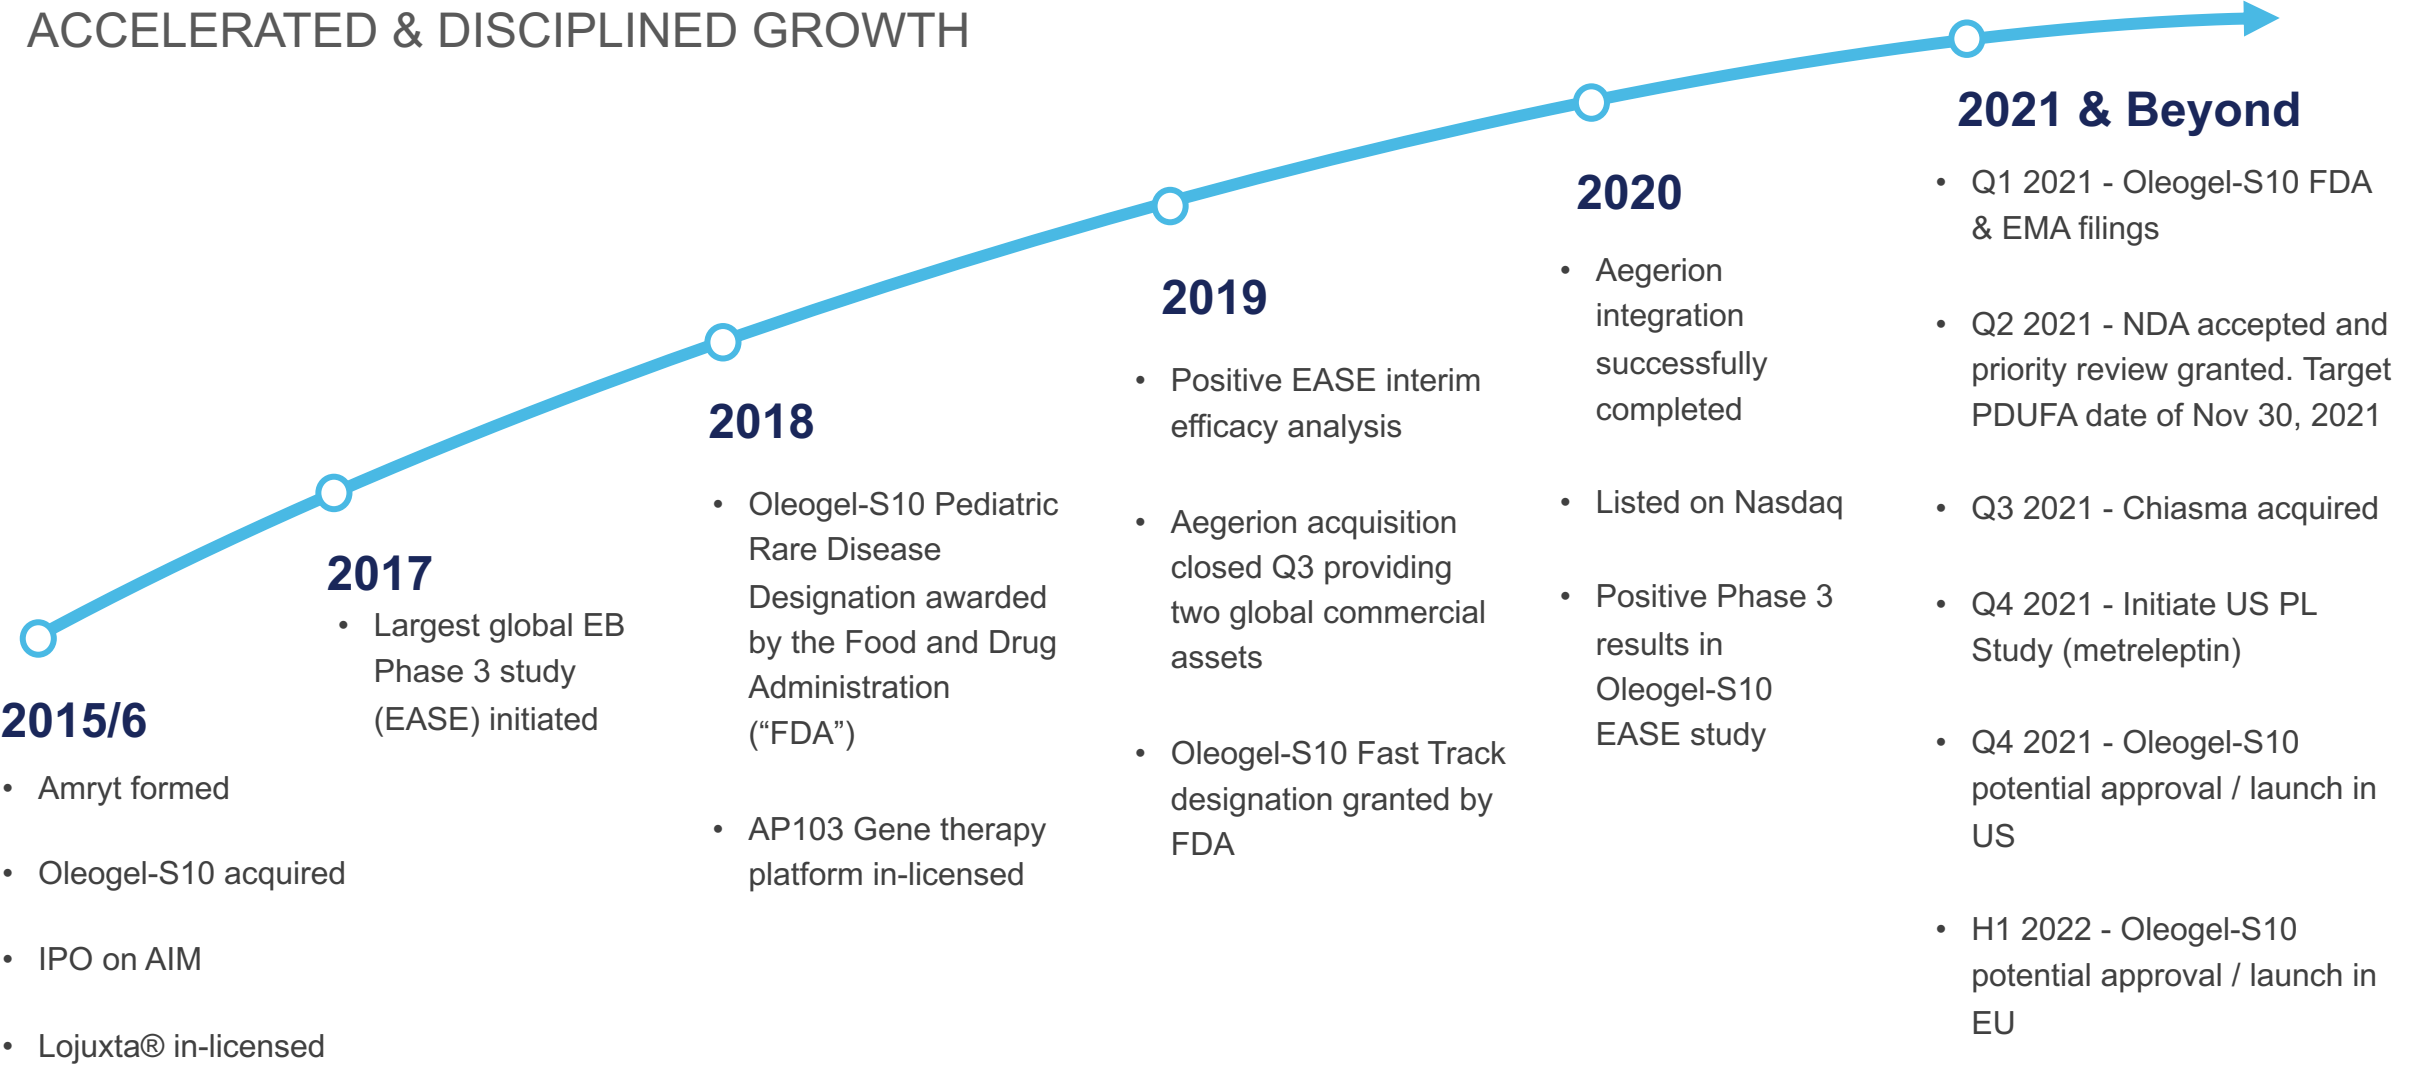 ACCELERATED & DISCIPLINED GROWTH
2015/6
• Amryt formed
• Oleogel-S10 acquired
• IPO on AIM
• Lojuxta® in-licensed
2017
• Largest global EB
Phase 3 study
(EASE) initiated
2018
• Oleogel-S10 Pediatric
Rare Disease
Designation awarded
by the Food and Drug
Administration
(“FDA”)
• AP103 Gene therapy
platform in-licensed
2019
• Positive EASE interim
efficacy analysis
• Aegerion acquisition
closed Q3 providing
two global commercial
assets
• Oleogel-S10 Fast Track
designation granted by
FDA
2020
• Aegerion
integration
successfully
completed
• Listed on Nasdaq
• Positive Phase 3
results in
Oleogel-S10
EASE study
2021 & Beyond
• Q1 2021 - Oleogel-S10 FDA
& EMA filings
• Q2 2021 - NDA accepted and
priority review granted. Target
PDUFA date of Nov 30, 2021
• Q3 2021 - Chiasma acquired
• Q4 2021 - Initiate US PL
Study (metreleptin)
• Q4 2021 - Oleogel-S10
potential approval / launch in
US
• H1 2022 - Oleogel-S10
potential approval / launch in
EU